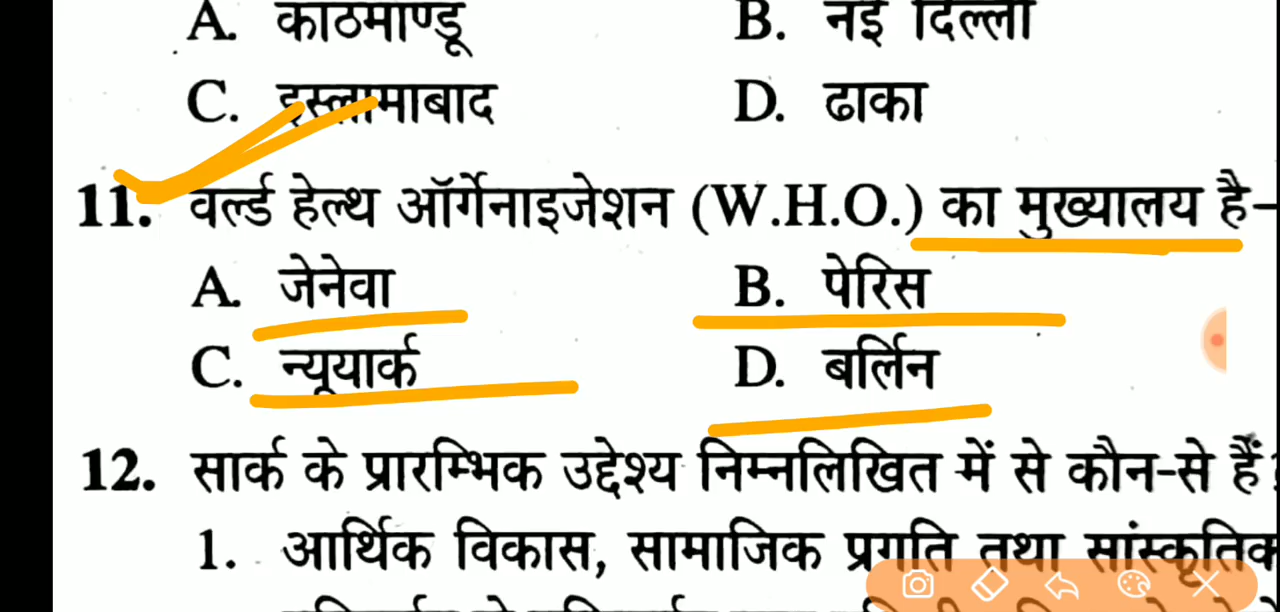 A. काठमाण्डू B. नई दिल्ली
C. इस्लामाबाद D. ढाका
11. वर्ल्ड हेल्थ ऑर्गेनाइजेशन (W.H.O.) का मुख्यालय है–
A. जेनेवा B. पेरिस
C. न्यूयार्क D. बर्लिन
12. सार्क के प्रारम्भिक उद्देश्य निम्नलिखित में से कौन-से हैं
1. आर्थिक विकास, सामाजिक प्रगति तथा सांस्कृतिक